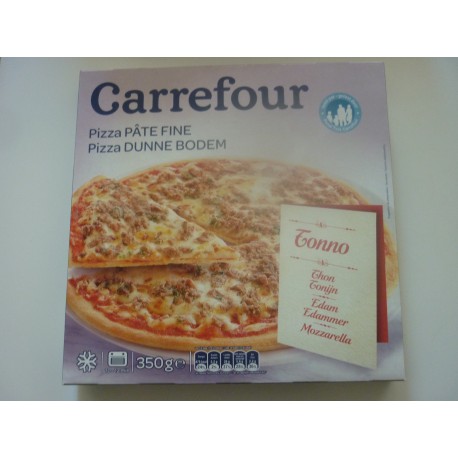 Carrefour
Pizza PÂTE FINE
Pizza DUNNE BODEM
Tonno
Thon
Tonijn
Edam
Edammer
Mozzarella
350g e